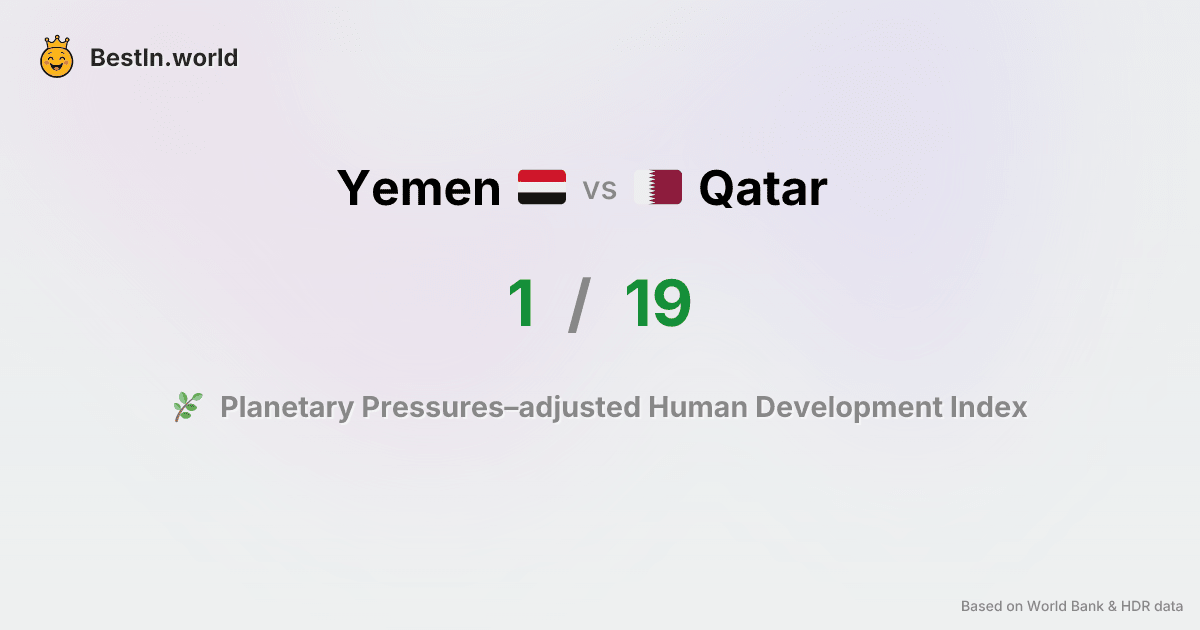 BestIn.world
Yemen vs Qatar
1 / 19
Planetary Pressures–adjusted Human Development Index
Based on World Bank & HDR data